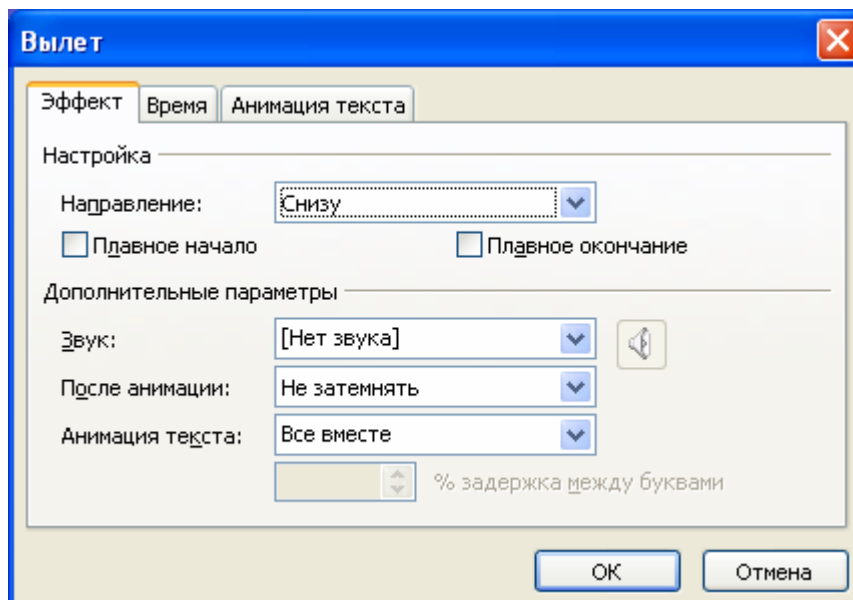 Вылет
Эффект Время Анимация текста
Настройка
Направление: Снизу
Плавное начало Плавное окончание
Дополнительные параметры
Звук: [Нет звука]
После анимации: Не затемнять
Анимация текста: Все вместе
% задержка между буквами
ОК Отмена